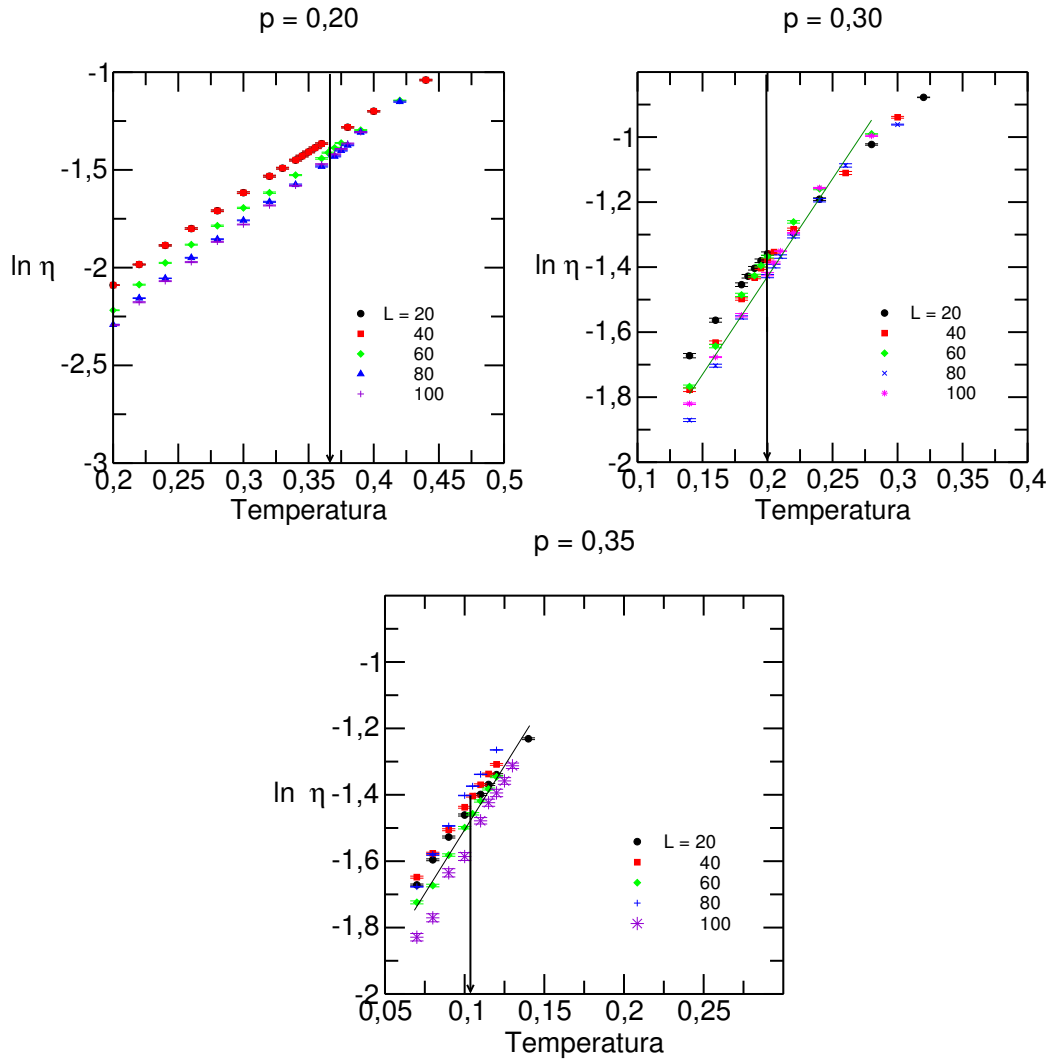 p = 0,20
-1
-1,5
-2
-2,5
-3
ln η
0,2 0,25 0,3 0,35 0,4 0,45 0,5
Temperatura
L = 20
40
60
80
100
p = 0,30
-1
-1,2
-1,4
-1,6
-1,8
-2
ln η
0,1 0,15 0,2 0,25 0,3 0,35 0,4
Temperatura
L = 20
40
60
80
100
p = 0,35
-1
-1,2
-1,4
-1,6
-1,8
-2
ln η
0,05 0,1 0,15 0,2 0,25
Temperatura
L = 20
40
60
80
100